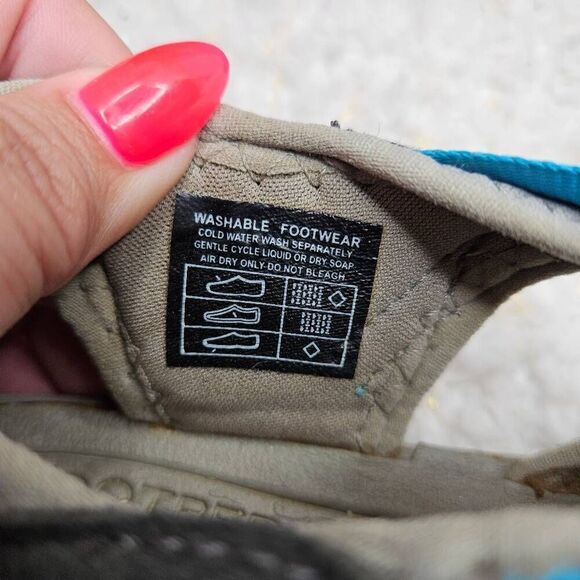 WASHABLE FOOTWEAR
COLD WATER WASH SEPARATELY
GENTLE CYCLE LIQUID OR DRY SOAP
AIR DRY ONLY-DO NOT BLEACH